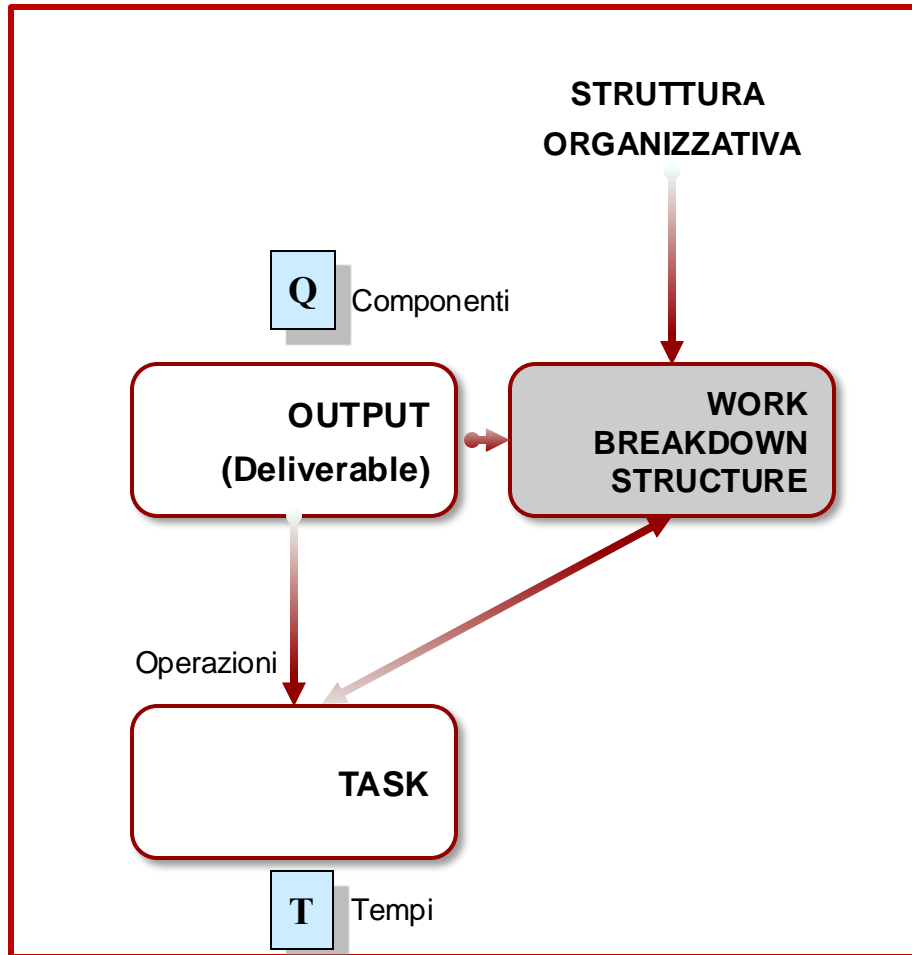 STRUTTURA
ORGANIZZATIVA
Q
Componenti
OUTPUT
(Deliverable)
WORK
BREAKDOWN
STRUCTURE
Operazioni
TASK
T
Tempi